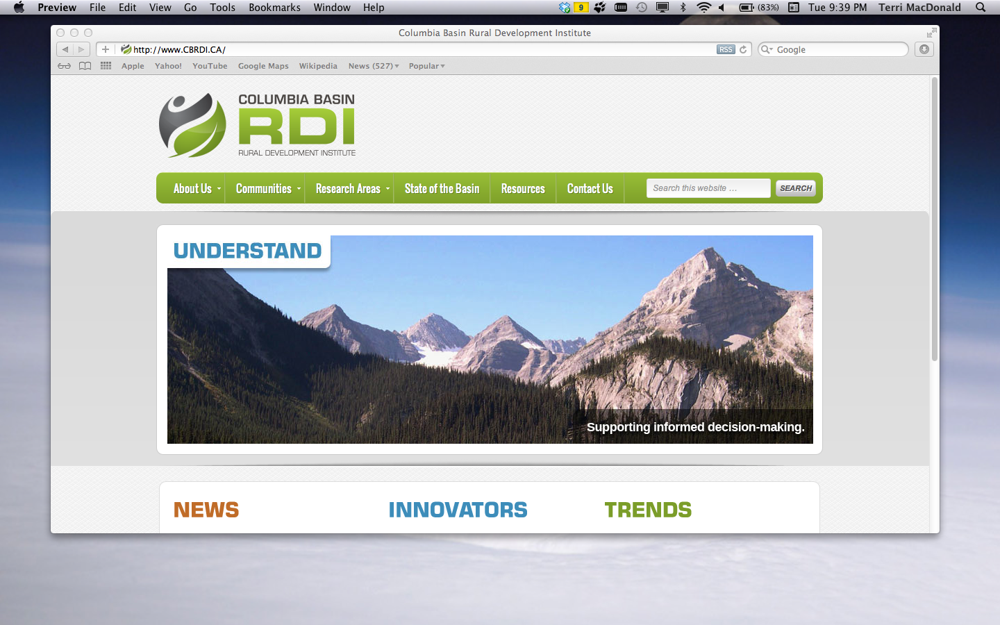 Preview File Edit View Go Tools Bookmarks Window Help 9 (83%) Tue 9:39 PM Terri MacDonald
Columbia Basin Rural Development Institute
http://www.CBRDI.CA/ RSS Google
Apple Yahoo! YouTube Google Maps Wikipedia News (527) Popular
COLUMBIA BASIN
RDI
RURAL DEVELOPMENT INSTITUTE
About Us Communities Research Areas State of the Basin Resources Contact Us Search this website ... SEARCH
UNDERSTAND
Supporting informed decision-making.
NEWS INNOVATORS TRENDS